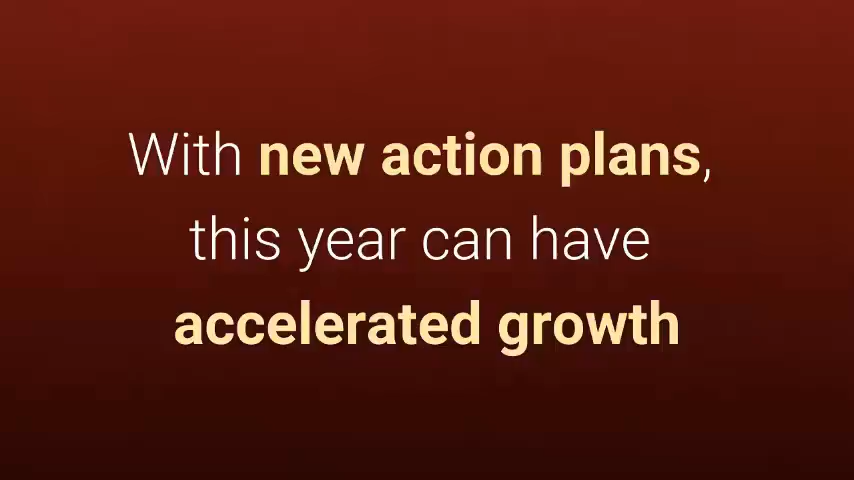 With new action plans,
this year can have
accelerated growth